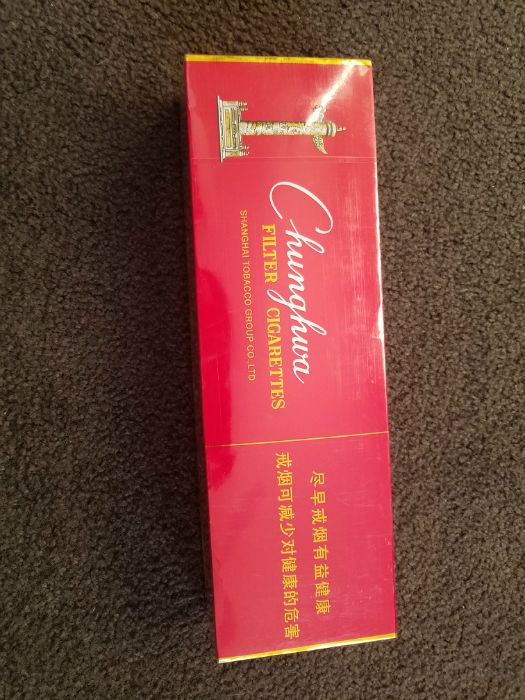 Chunghwa
FILTER CIGARETTES
SHANGHAI TOBACCO GROUP CO.,LTD.
尽早戒烟有益健康
戒烟可减少对健康的危害